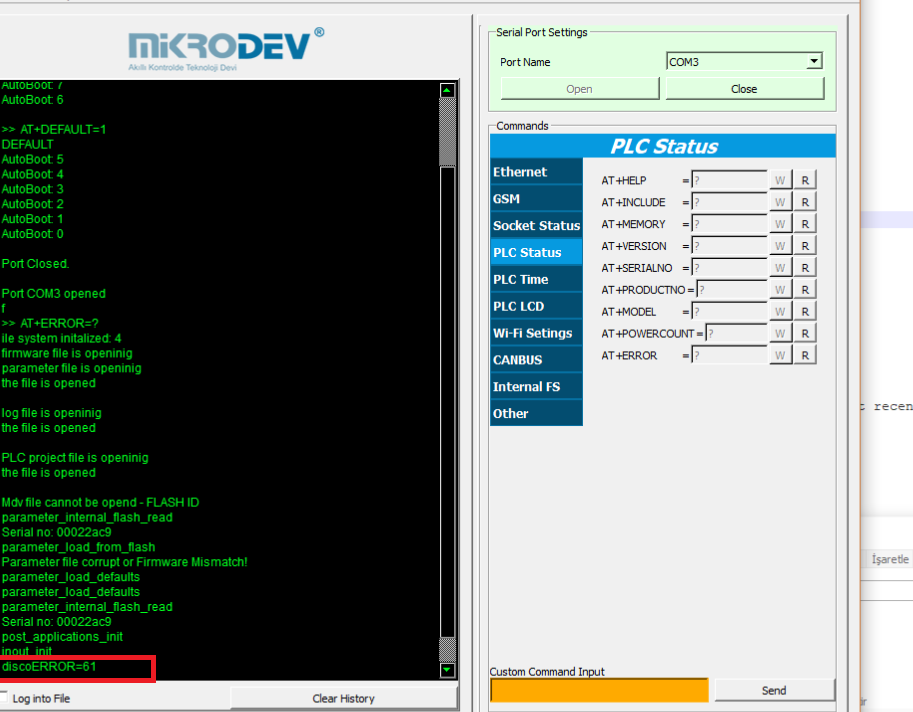 MİKRODEV®
Akıllı Kontrolde Teknoloji Devi
AutoBoot: 7
AutoBoot: 6
>> AT+DEFAULT=1
DEFAULT
AutoBoot: 5
AutoBoot: 4
AutoBoot: 3
AutoBoot: 2
AutoBoot: 1
AutoBoot: 0
Port Closed.
Port COM3 opened
f
>> AT+ERROR=?
ile system initalized: 4
firmware file is openinig
parameter file is openinig
the file is opened
log file is openinig
the file is opened
PLC project file is openinig
the file is opened
Mdv file cannot be opend - FLASH ID
parameter_internal_flash_read
Serial no: 00022ac9
parameter_load_from_flash
Parameter file corrupt or Firmware Mismatch!
parameter_load_defaults
parameter_load_defaults
parameter_internal_flash_read
Serial no: 00022ac9
post_applications_init
inout_init
discoERROR=61
Log into File
Clear History
Serial Port Settings
Port Name COM3
Open Close
Commands
PLC Status
Ethernet
GSM
Socket Status
PLC Status
PLC Time
PLC LCD
Wi-Fi Setings
CANBUS
Internal FS
Other
AT+HELP =? W R
AT+INCLUDE =? W R
AT+MEMORY =? W R
AT+VERSION =? W R
AT+SERIALNO =? W R
AT+PRODUCTNO =? W R
AT+MODEL =? W R
AT+POWERCOUNT =? W R
AT+ERROR =? W R
Custom Command Input
Send
recen
İşaretle